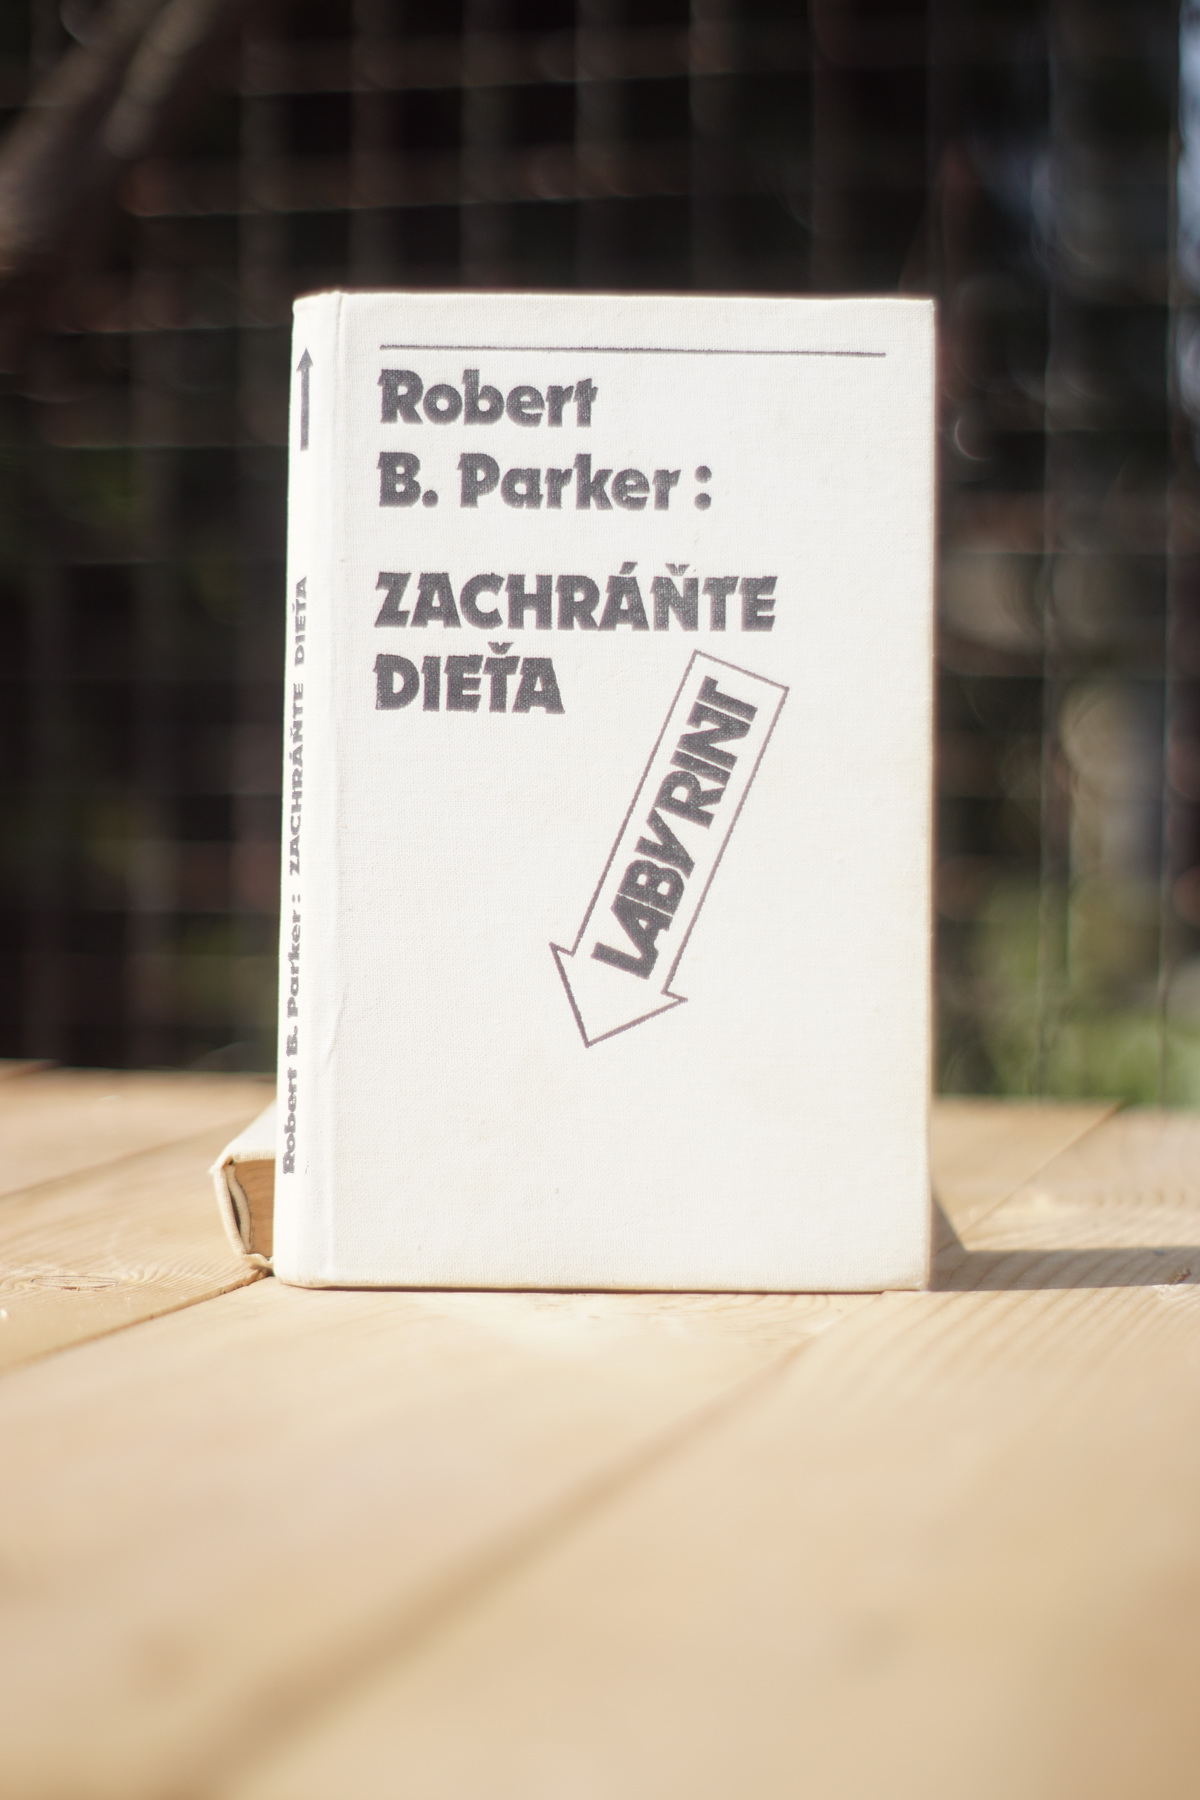 Robert
B. Parker:
ZACHRÁŇTE
DIEŤA
LABYRINT
Robert B. Parker: ZACHRÁŇTE DIEŤA